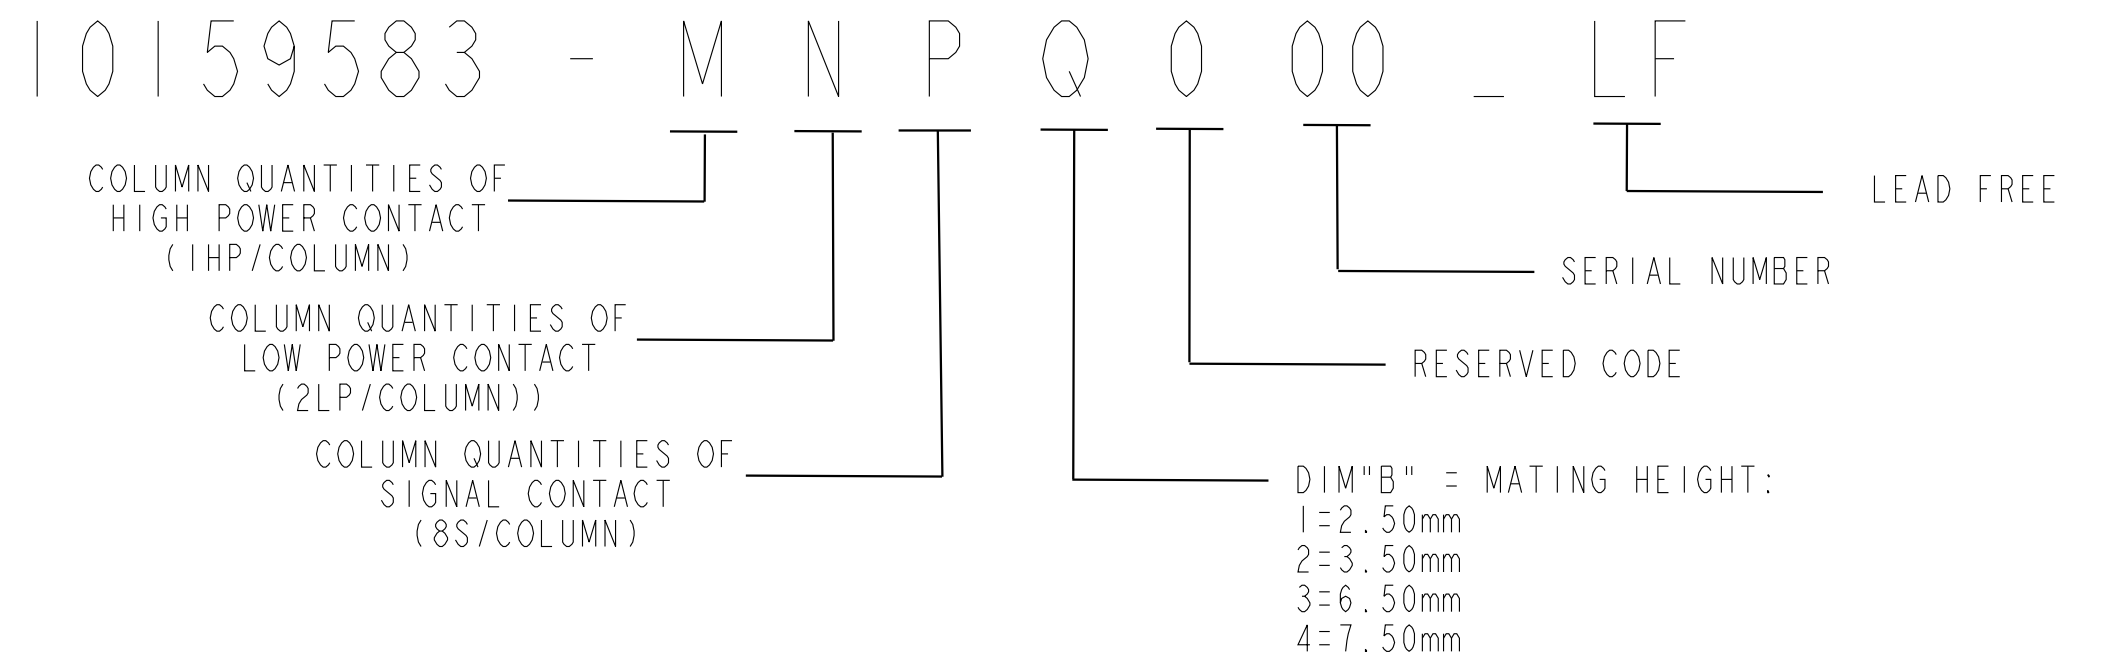 10159583 - M N P Q 0 00 _ LF
COLUMN QUANTITIES OF
HIGH POWER CONTACT
(1HP/COLUMN)
LEAD FREE
SERIAL NUMBER
COLUMN QUANTITIES OF
LOW POWER CONTACT
(2LP/COLUMN))
RESERVED CODE
COLUMN QUANTITIES OF
SIGNAL CONTACT
(8S/COLUMN)
DIM"B" = MATING HEIGHT:
1=2.50mm
2=3.50mm
3=6.50mm
4=7.50mm